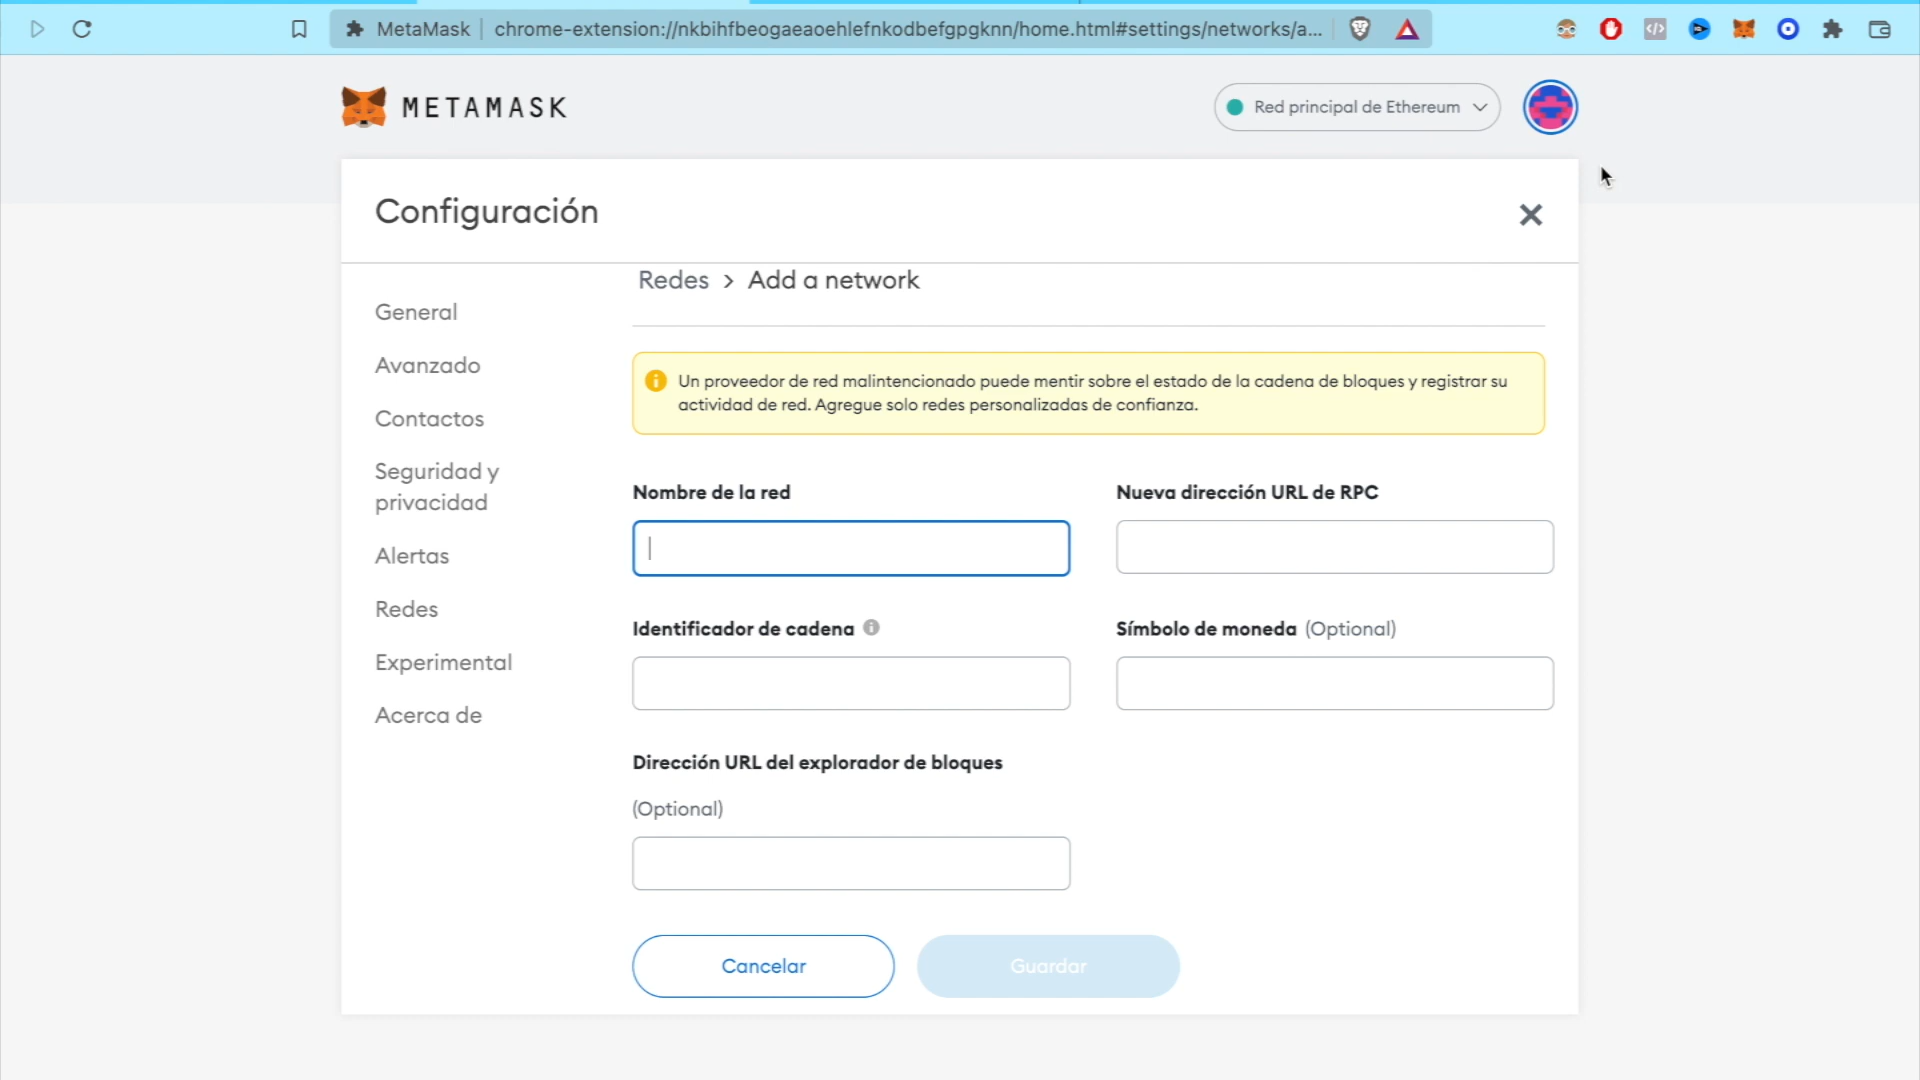 MetaMask chrome-extension://nkbihfbeogaeaoehlefnkodbefgpgknn/home.html#settings/networks/a...
METAMASK
Red principal de Ethereum
Configuración
Redes > Add a network
General
Avanzado
Contactos
Seguridad y
privacidad
Alertas
Redes
Experimental
Acerca de
Un proveedor de red malintencionado puede mentir sobre el estado de la cadena de bloques y registrar su
actividad de red. Agregue solo redes personalizadas de confianza.
Nombre de la red
Nueva dirección URL de RPC
Identificador de cadena
Símbolo de moneda (Optional)
Dirección URL del explorador de bloques
(Optional)
Cancelar
Guardar